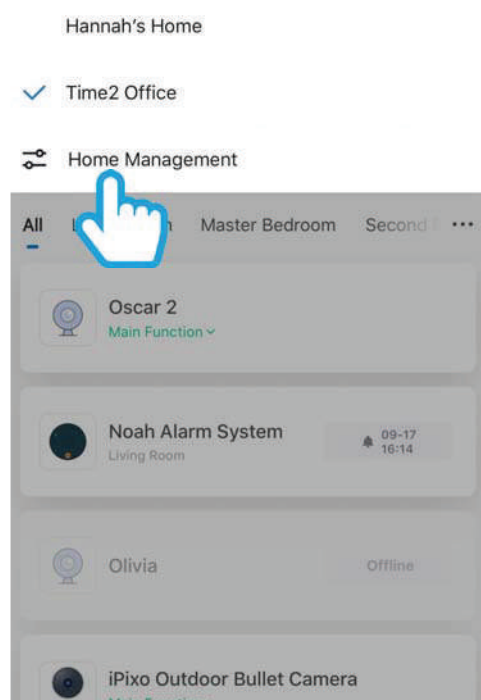 Hannah's Home
Time2 Office
Home Management
All Master Bedroom Second
Oscar 2
Main Function
Noah Alarm System
Living Room
09-17
16:14
Olivia
Offline
iPixo Outdoor Bullet Camera